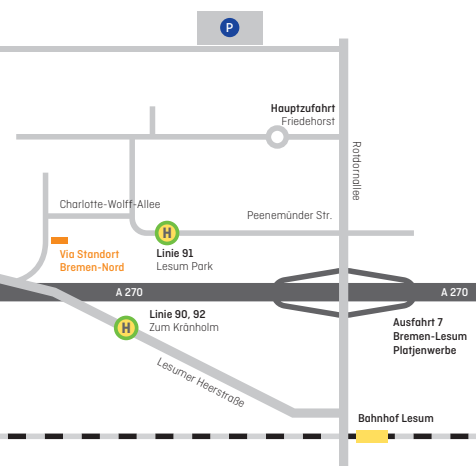 P
Hauptzufahrt
Friedehorst
Rotdornallee
Charlotte-Wolff-Allee
Peenemünder Str.
H
Via Standort
Bremen-Nord
Linie 91
Lesum Park
A 270
A 270
H
Linie 90, 92
Zum Kränholm
Ausfahrt 7
Bremen-Lesum
Platjenwerbe
Lesumer Heerstraße
Bahnhof Lesum